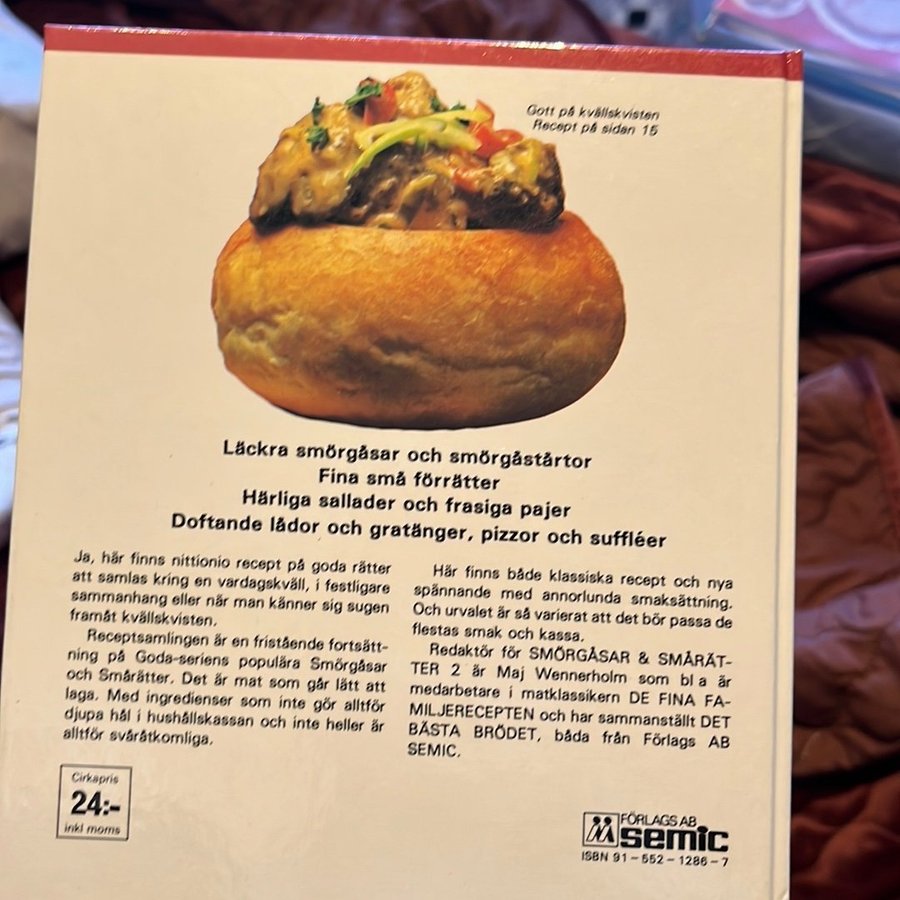 Gott på kvällskvisten
Recept på sidan 15
Läckra smörgåsar och smörgåstårtor
Fina små förrätter
Härliga sallader och frasiga pajer
Doftande lådor och gratänger, pizzor och suffléer
Ja, här finns nittionio recept på goda rätter
att samlas kring en vardagskväll, i festligare
sammanhang eller när man känner sig sugen
framåt kvällskvisten.
Receptsamlingen är en fristående fortsätt-
ning på Goda-seriens populära Smörgåsar
och Smårätter. Det är mat som går lätt att
laga. Med ingredienser som inte gör alltför
djupa hål i hushållskassan och inte heller är
alltför svåråtkomliga.
Här finns både klassiska recept och nya
spännande med annorlunda smaksättning.
Och urvalet är så varierat att det bör passa de
flestas smak och kassa.
Redaktör för SMÖRGÅSAR & SMÅRÄT-
TER 2 är Maj Wennerholm som bl a är
medarbetare i matklassikern DE FINA FA-
MILJERECEPTEN och har sammanställt DET
BÄSTA BRÖDET, båda från Förlags AB
SEMIC.
Cirkapris
24:-
inkl moms
FÖRLAGS AB
semic
ISBN 91-552-1286-7